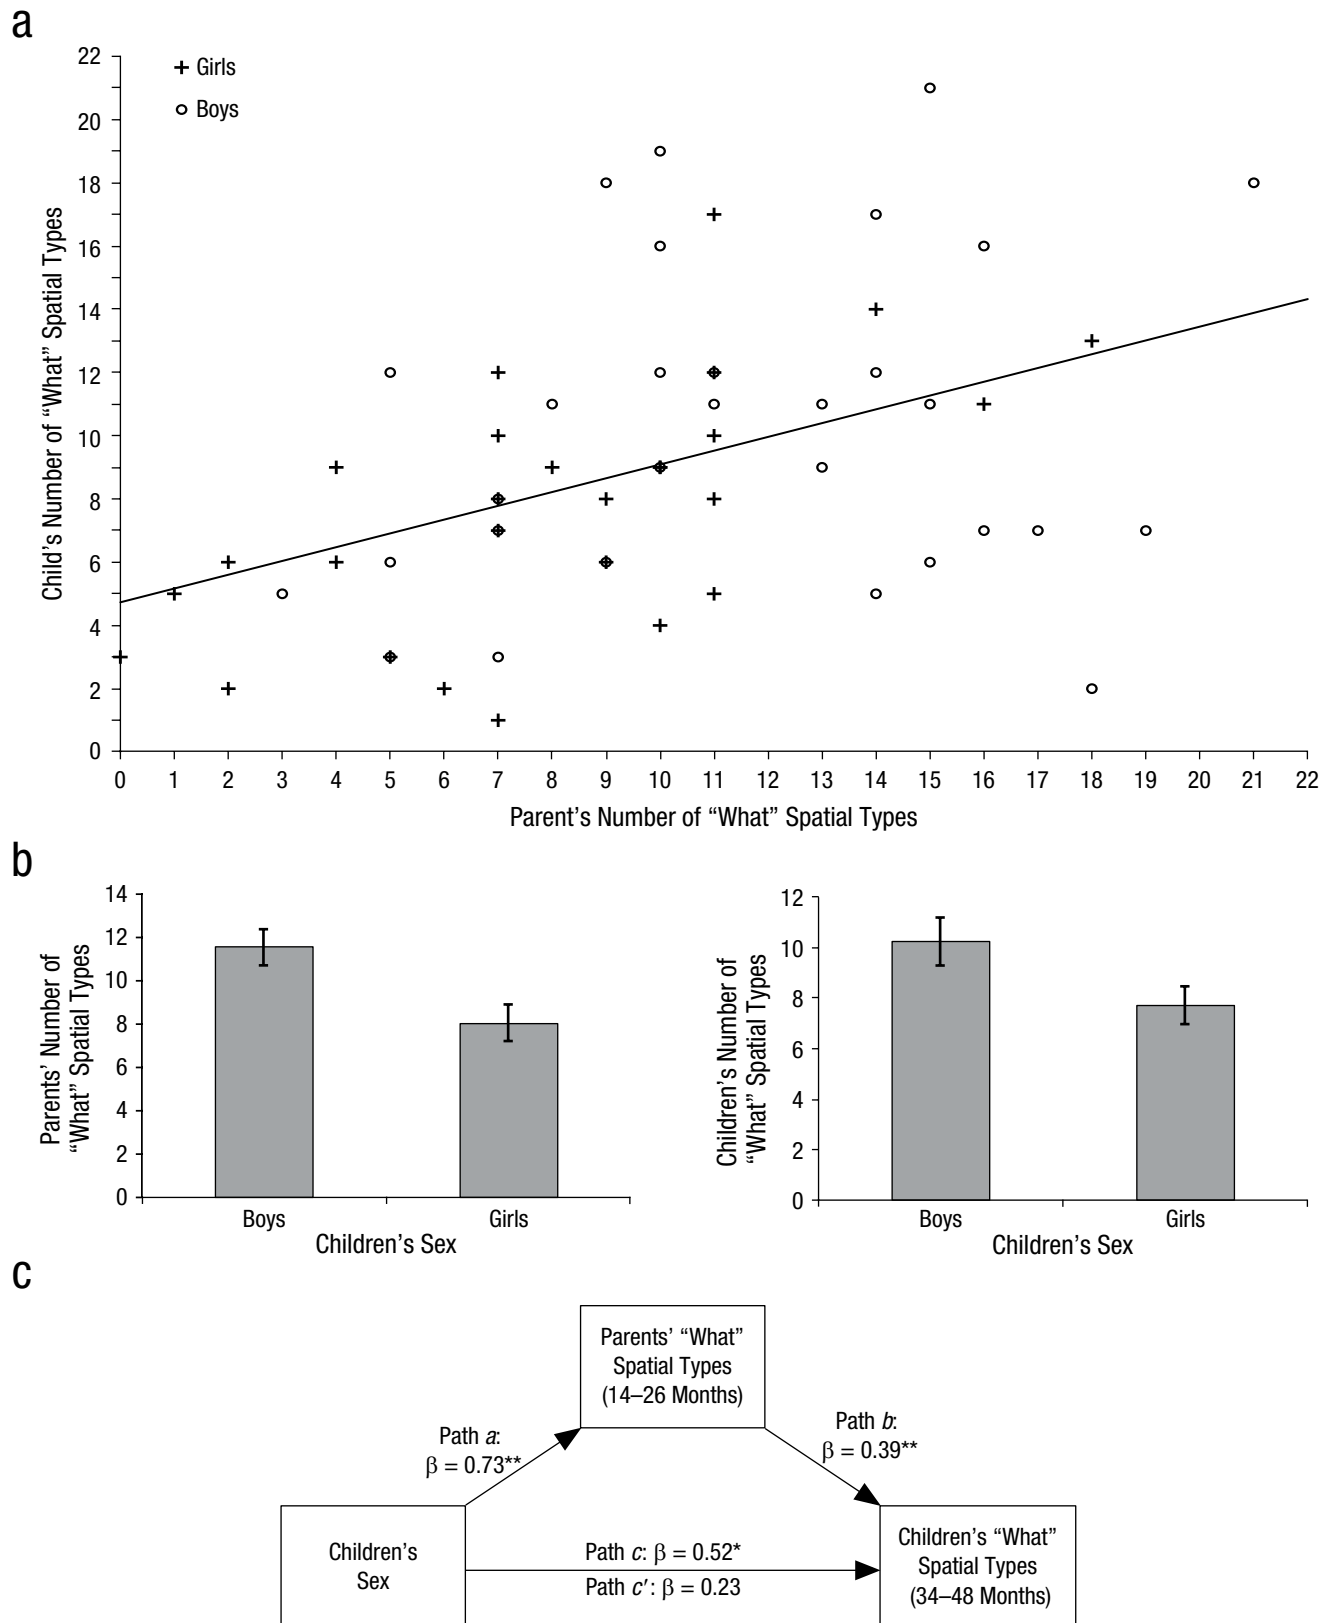 a
22
20
18
16
14
12
10
8
6
4
2
0
Girls
Boys
Child’s Number of “What” Spatial Types
0 1 2 3 4 5 6 7 8 9 10 11 12 13 14 15 16 17 18 19 20 21 22
Parent’s Number of “What” Spatial Types
b
Parents’ Number of
“What” Spatial Types
14
12
10
8
6
4
2
0
Boys Girls
Children’s Sex
Children’s Number of
“What” Spatial Types
12
10
8
6
4
2
0
Boys Girls
Children’s Sex
c
Parents’ “What”
Spatial Types
(14–26 Months)
Path a:
β = 0.73**
Path b:
β = 0.39**
Children’s
Sex
Path c: β = 0.52*
Path c′: β = 0.23
Children’s “What”
Spatial Types
(34–48 Months)